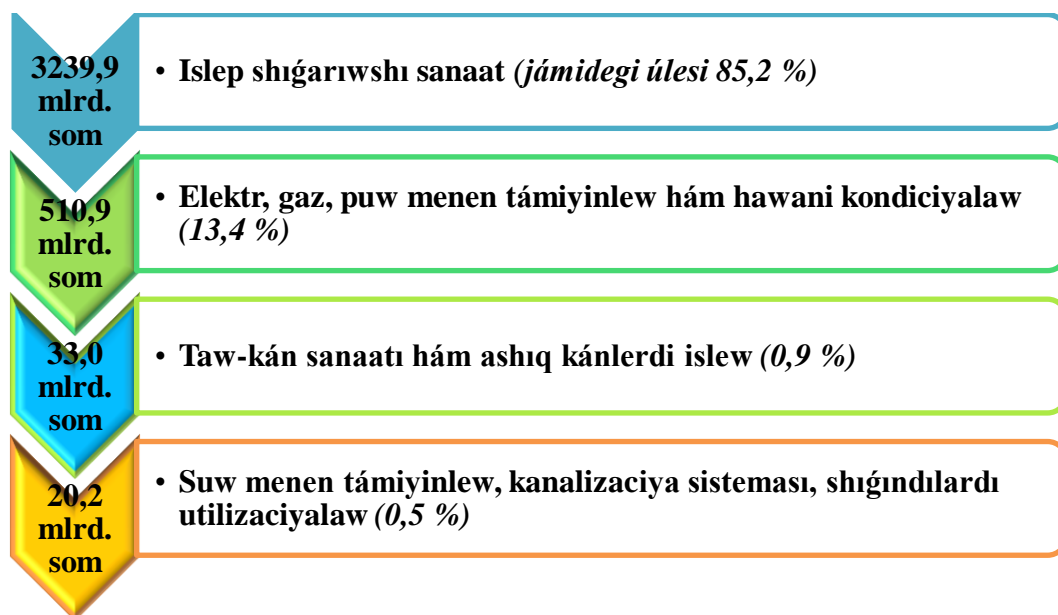 3239,9
mlrd.
som
• Islep shıǵarıwshı sanaat (jámidegi úlesi 85,2 %)
510,9
mlrd.
som
• Elektr, gaz, puw menen támiyinlew hám hawani kondiciyalaw
(13,4 %)
33,0
mlrd.
som
• Taw-kán sanaatı hám ashıq kánlerdi islew (0,9 %)
20,2
mlrd.
som
• Suw menen támiyinlew, kanalizaciya sisteması, shıǵındılardı
utilizaciyalaw (0,5 %)